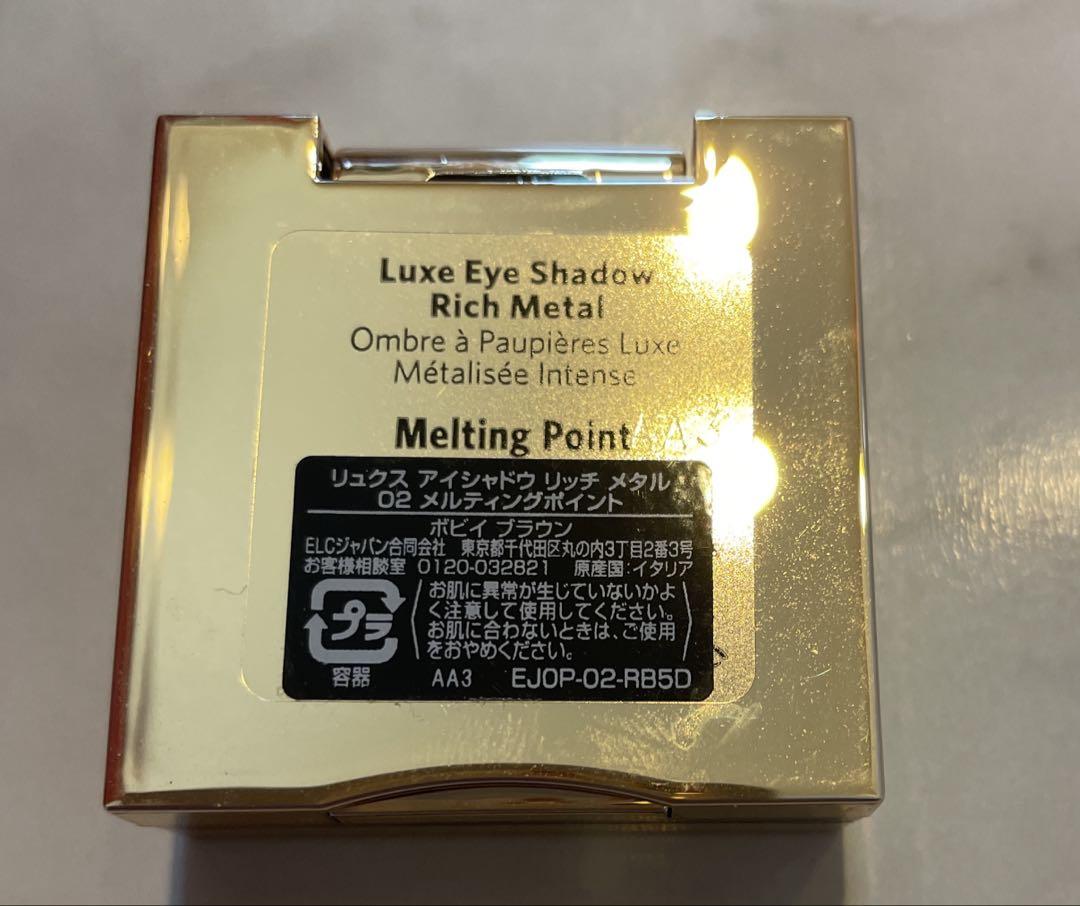 Luxe Eye Shadow
Rich Metal
Ombre à Paupières Luxe
Métalisée Intense
Melting Point
リュクス アイシャドウ リッチ メタル
02 メルティングポイント
ボビイ ブラウン
ELCジャパン合同会社 東京都千代田区丸の内3丁目2番3号
お客様相談室 0120-032821 原産国:イタリア
お肌に異常が生じていないかよ
く注意して使用してください。
お肌に合わないときは、ご使用
をおやめください。
プラ
容器 AA3 EJ0P-02-RB5D